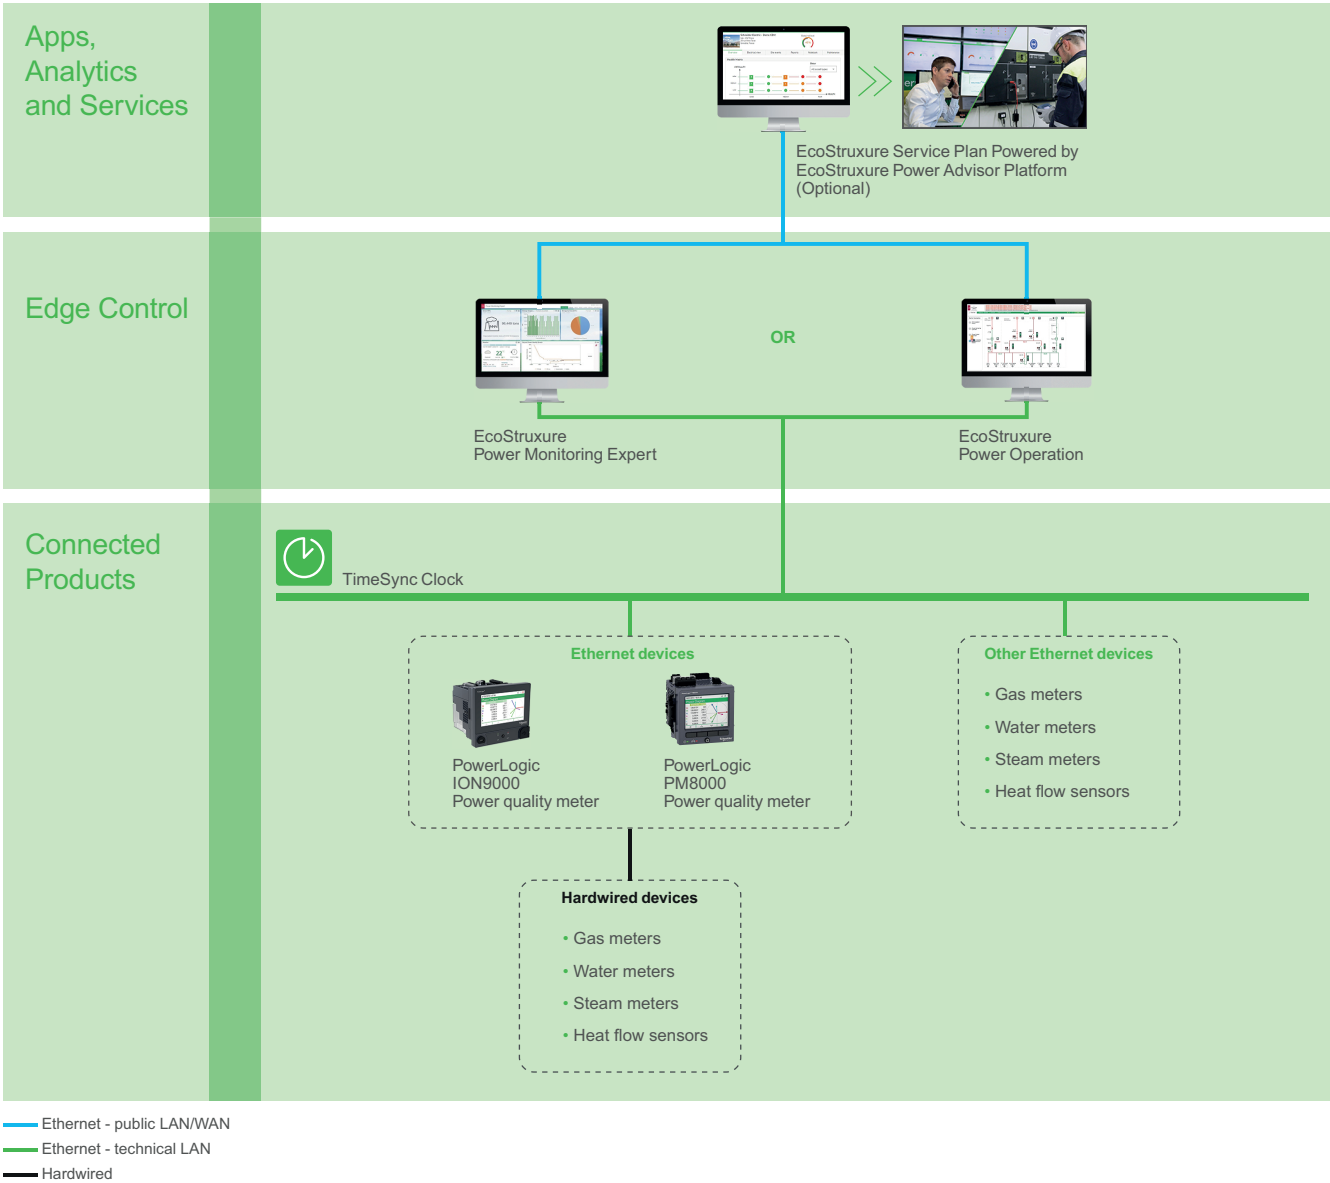 Apps,
Analytics
and Services
EcoStruxure Service Plan Powered by
EcoStruxure Power Advisor Platform
(Optional)
Edge Control
OR
EcoStruxure
Power Monitoring Expert
EcoStruxure
Power Operation
Connected
Products
TimeSync Clock
Ethernet devices
PowerLogic
ION9000
Power quality meter
PowerLogic
PM8000
Power quality meter
Other Ethernet devices
• Gas meters
• Water meters
• Steam meters
• Heat flow sensors
Hardwired devices
• Gas meters
• Water meters
• Steam meters
• Heat flow sensors
Ethernet - public LAN/WAN
Ethernet - technical LAN
Hardwired